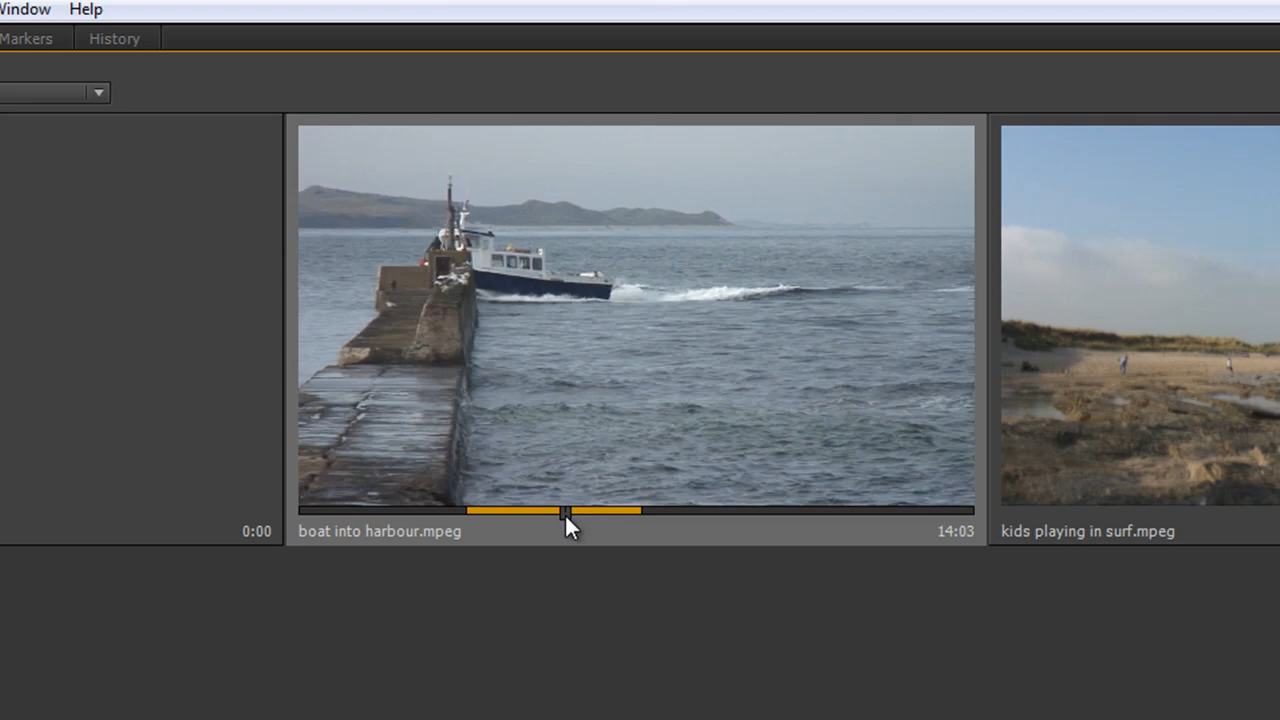 Window Help
Markers History
0:00 boat into harbour.mpeg 14:03 kids playing in surf.mpeg